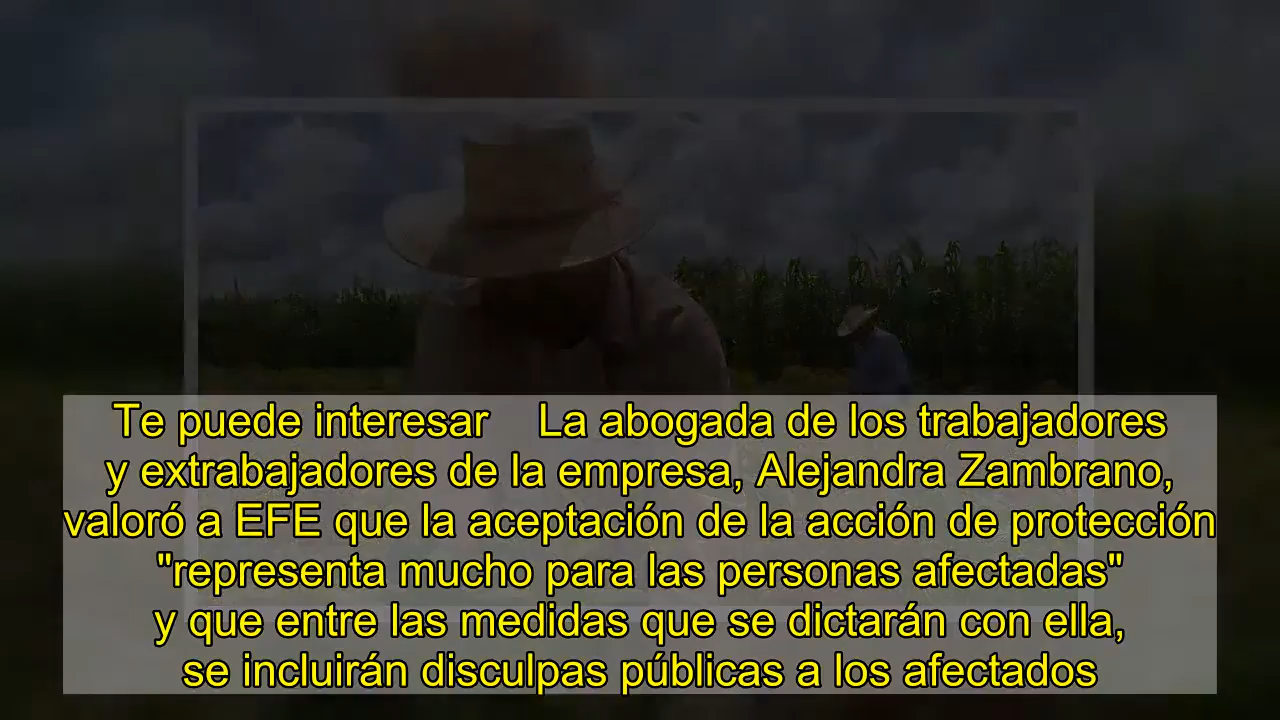 Te puede interesar    La abogada de los trabajadores
y extrabajadores de la empresa, Alejandra Zambrano,
valoró a EFE que la aceptación de la acción de protección
"representa mucho para las personas afectadas"
y que entre las medidas que se dictarán con ella,
se incluirán disculpas públicas a los afectados